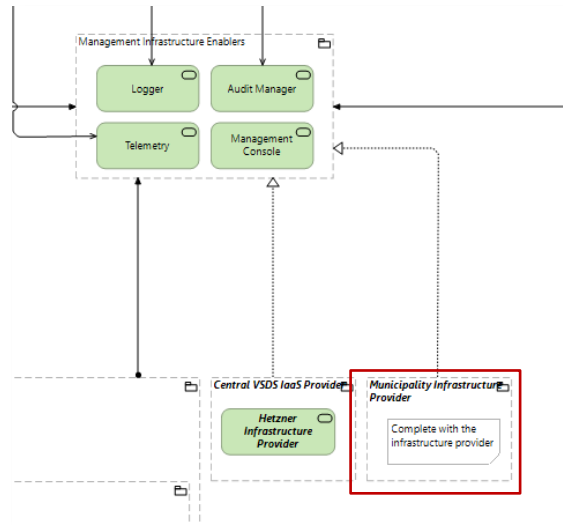 Management Infrastructure Enablers
Logger
Audit Manager
Telemetry
Management
Console
Central VSDS IaaS Provider
Hetzner
Infrastructure
Provider
Municipality Infrastructure
Provider
Complete with the
infrastructure provider